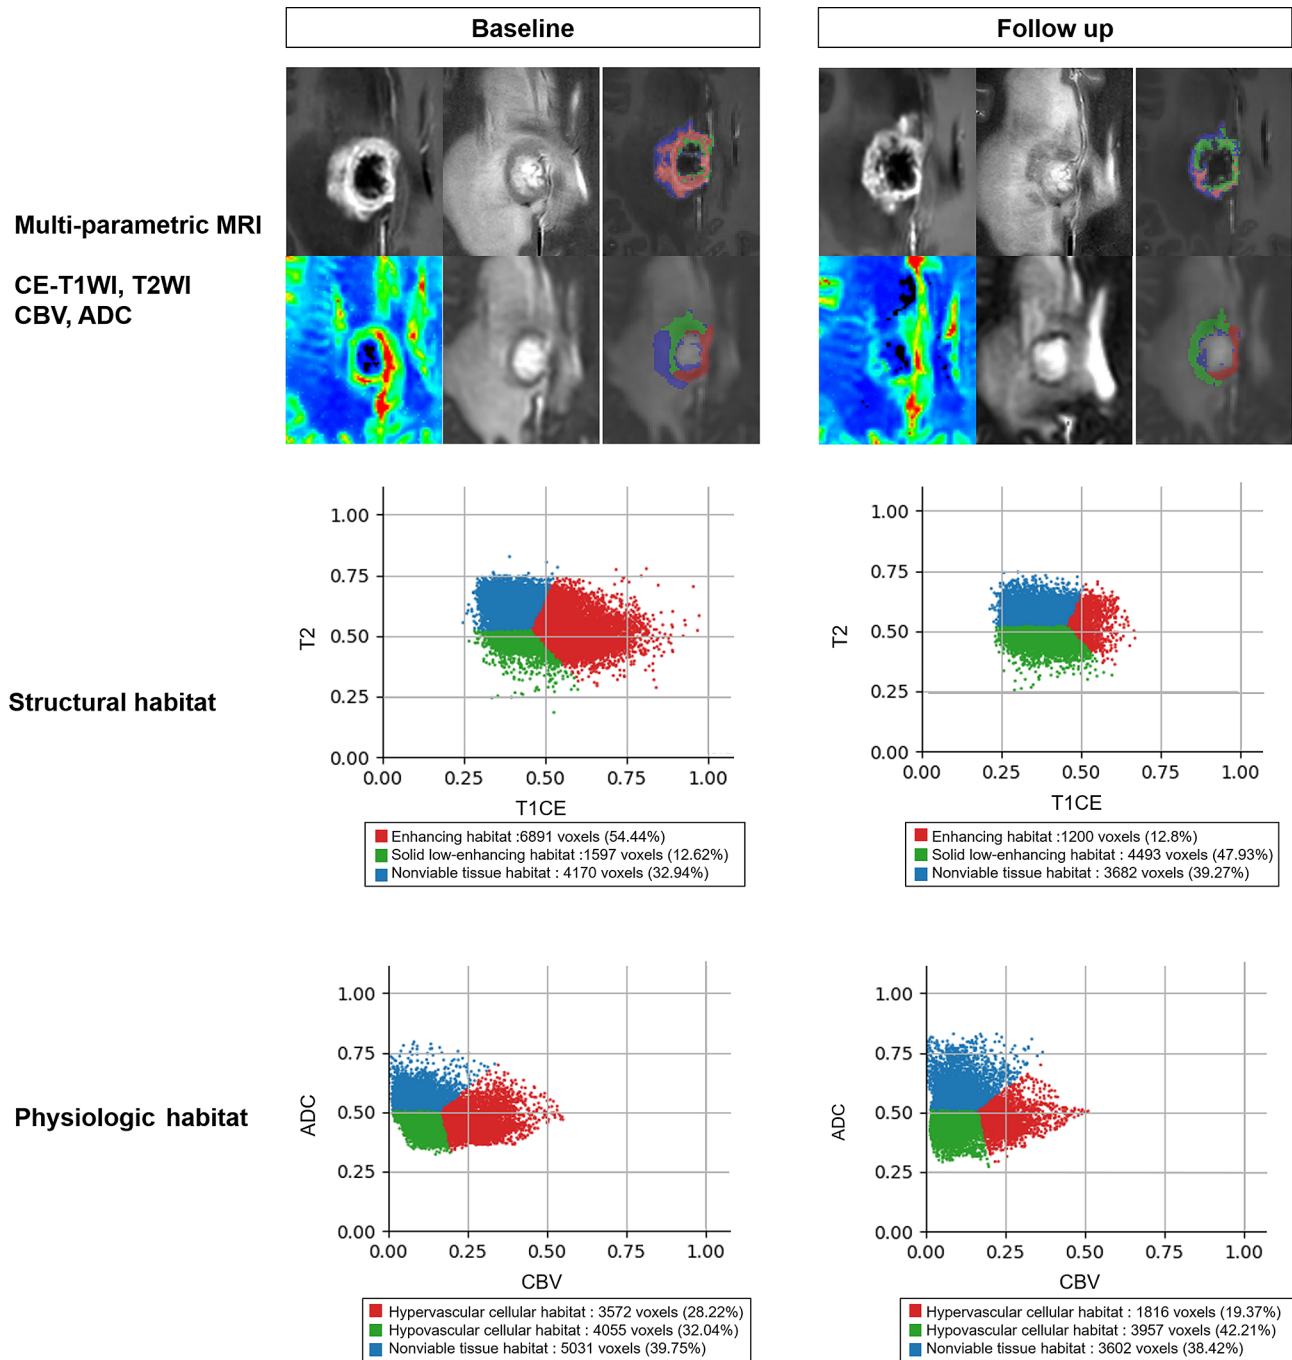 Baseline
Follow up
Multi-parametric MRI
CE-T1WI, T2WI
CBV, ADC
Structural habitat
1.00
0.75
0.50
0.25
0.00
T2
0.00 0.25 0.50 0.75 1.00
T1CE
Enhancing habitat :6891 voxels (54.44%)
Solid low-enhancing habitat :1597 voxels (12.62%)
Nonviable tissue habitat : 4170 voxels (32.94%)
1.00
0.75
0.50
0.25
0.00
T2
0.00 0.25 0.50 0.75 1.00
T1CE
Enhancing habitat :1200 voxels (12.8%)
Solid low-enhancing habitat : 4493 voxels (47.93%)
Nonviable tissue habitat : 3682 voxels (39.27%)
Physiologic habitat
1.00
0.75
0.50
0.25
0.00
ADC
0.00 0.25 0.50 0.75 1.00
CBV
Hypervascular cellular habitat : 3572 voxels (28.22%)
Hypovascular cellular habitat : 4055 voxels (32.04%)
Nonviable tissue habitat : 5031 voxels (39.75%)
1.00
0.75
0.50
0.25
0.00
ADC
0.00 0.25 0.50 0.75 1.00
CBV
Hypervascular cellular habitat : 1816 voxels (19.37%)
Hypovascular cellular habitat : 3957 voxels (42.21%)
Nonviable tissue habitat : 3602 voxels (38.42%)